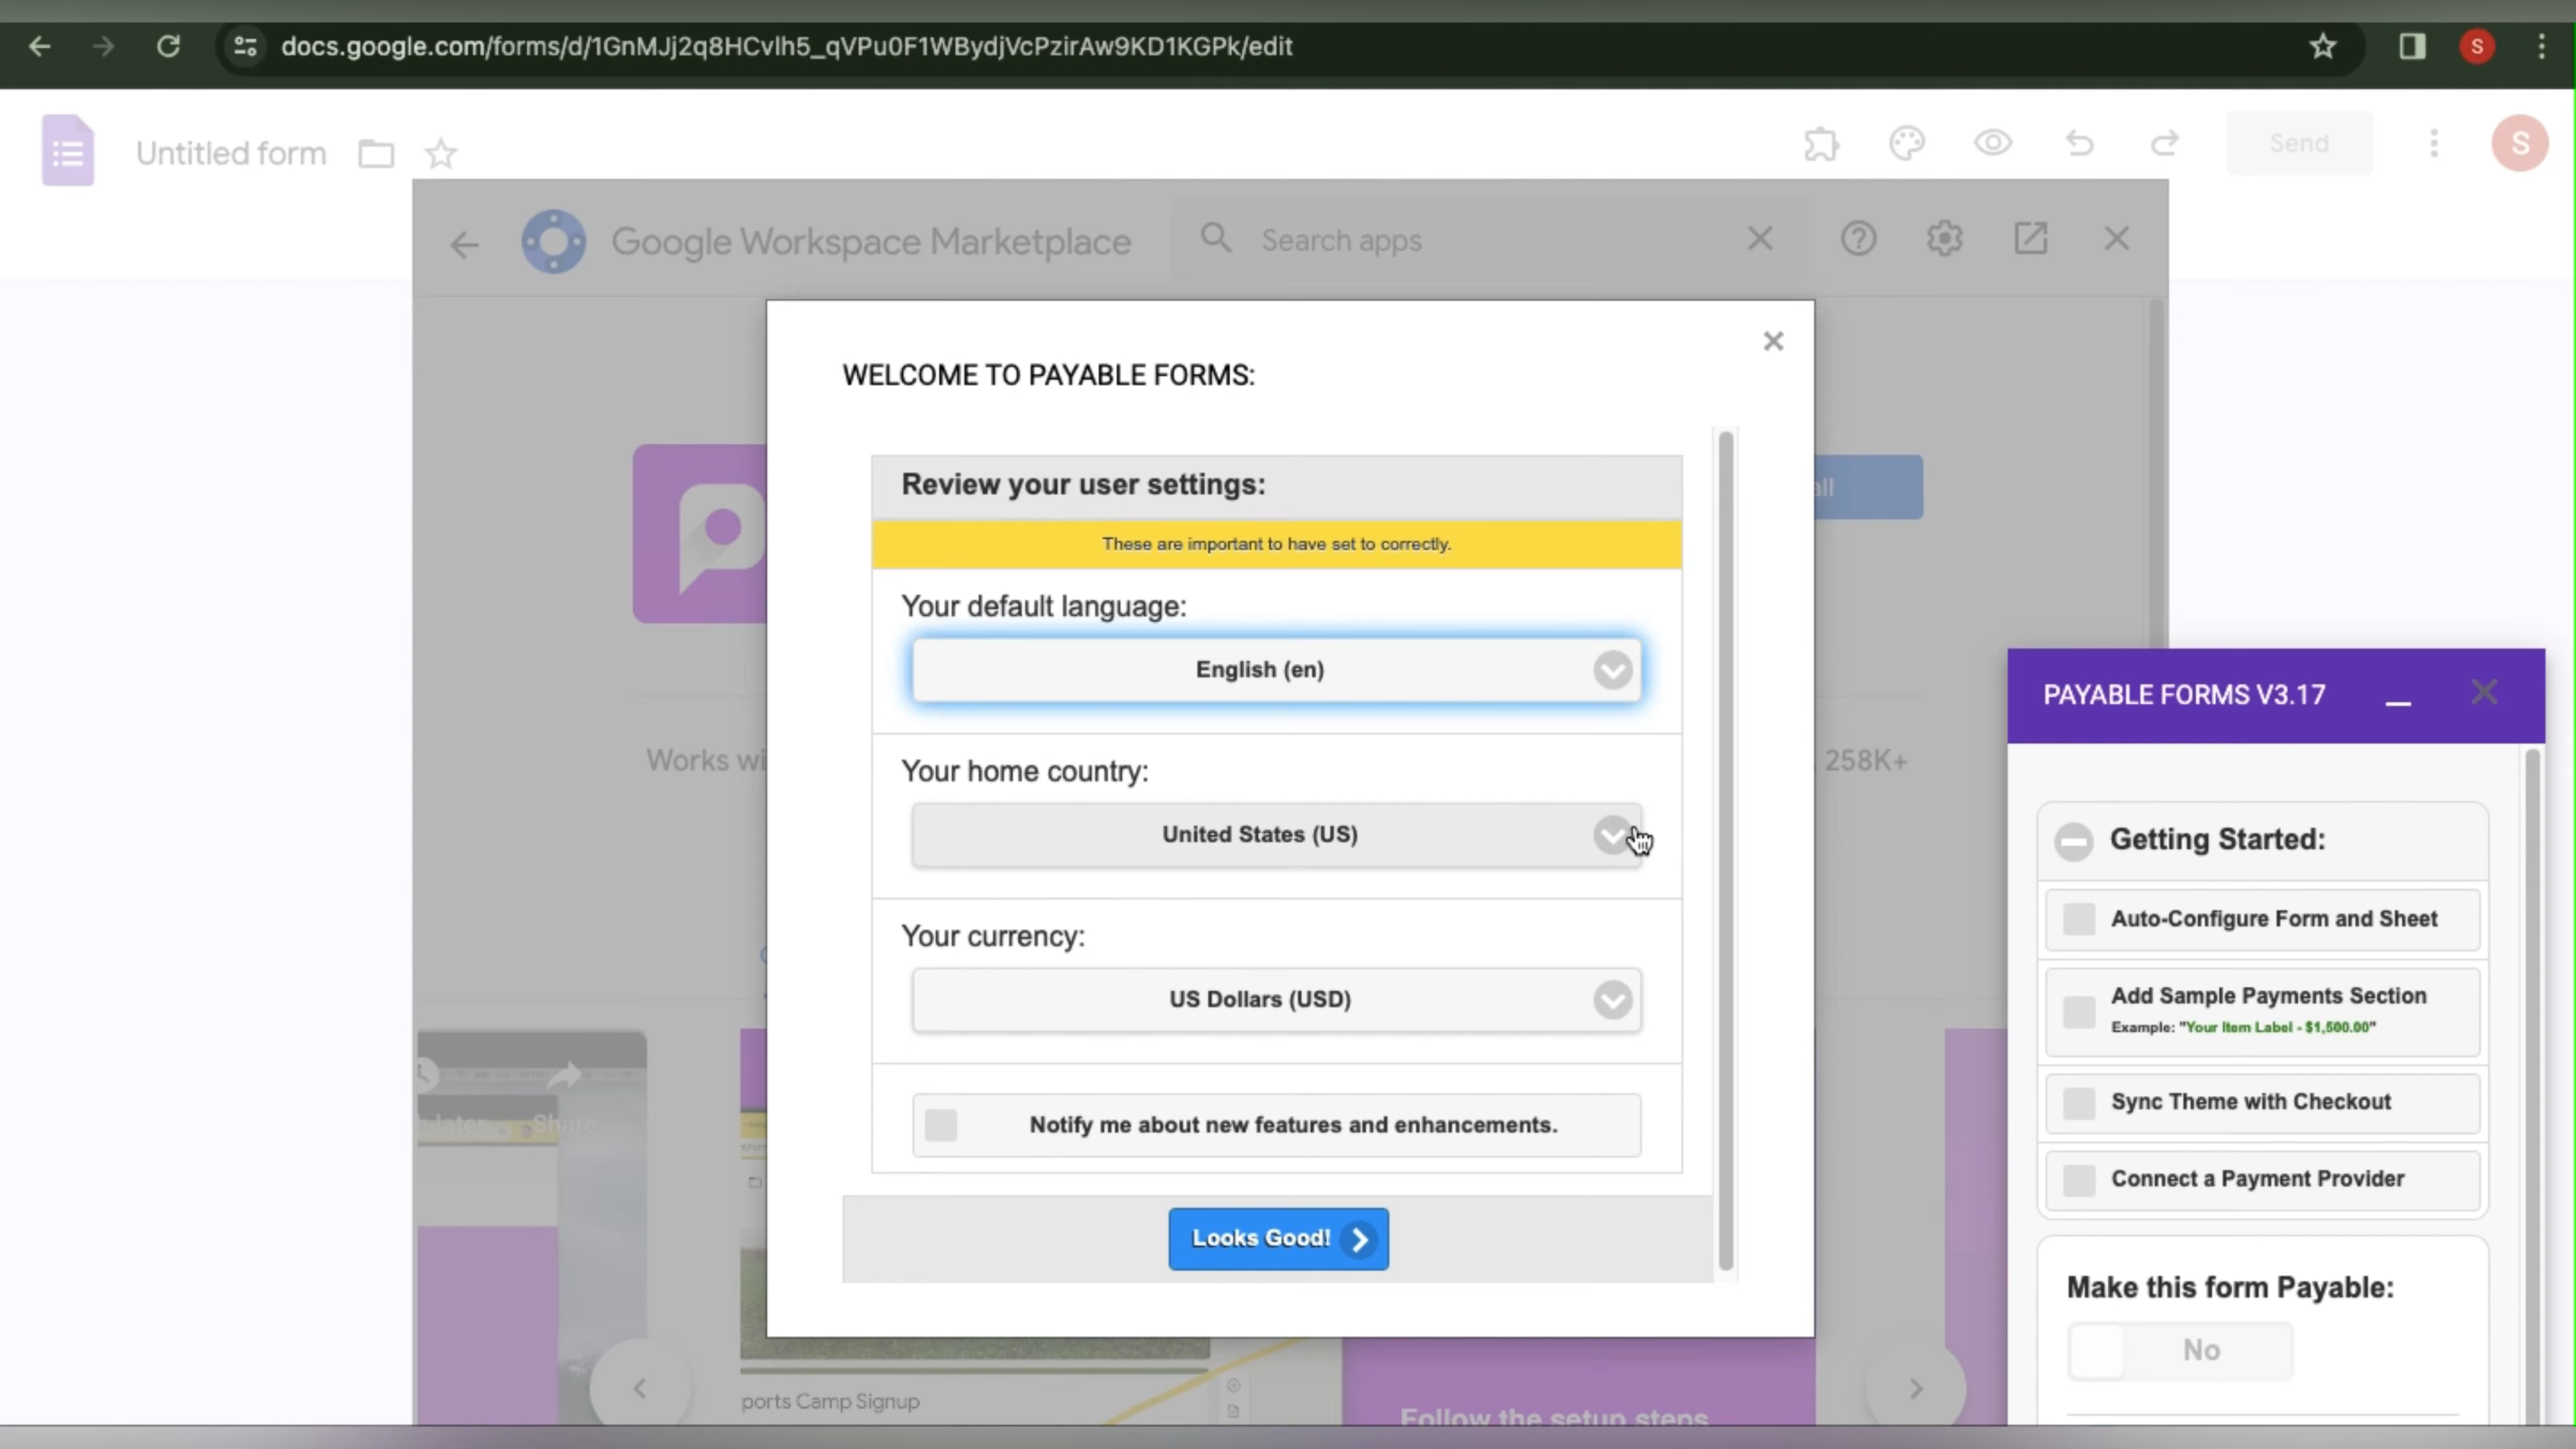 docs.google.com/forms/d/1GnMJj2q8HCvlh5_qVPu0F1WBydjVcPzirAw9KD1KGPk/edit
S
Untitled form
Send
S
Google Workspace Marketplace
Search apps
WELCOME TO PAYABLE FORMS:
Review your user settings:
These are important to have set to correctly.
Your default language:
English (en)
Your home country:
United States (US)
Your currency:
US Dollars (USD)
Notify me about new features and enhancements.
Looks Good!
all
Works wi
258K+
later
Share
ports Camp Signup
Follow the setup steps
PAYABLE FORMS V3.17
Getting Started:
Auto-Configure Form and Sheet
Add Sample Payments Section
Example: "Your Item Label - $1,500.00"
Sync Theme with Checkout
Connect a Payment Provider
Make this form Payable:
No